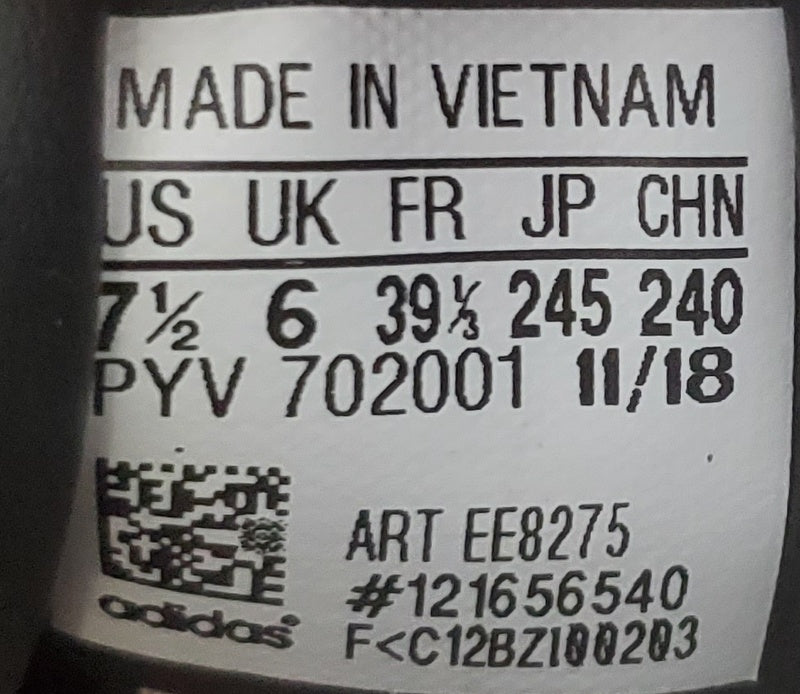 MADE IN VIETNAM
US UK FR JP CHN
7½ 6 39⅓ 245 240
PYV 702001 11/18
ART EE8275
#121656540
adidas
F<C12BZI00203